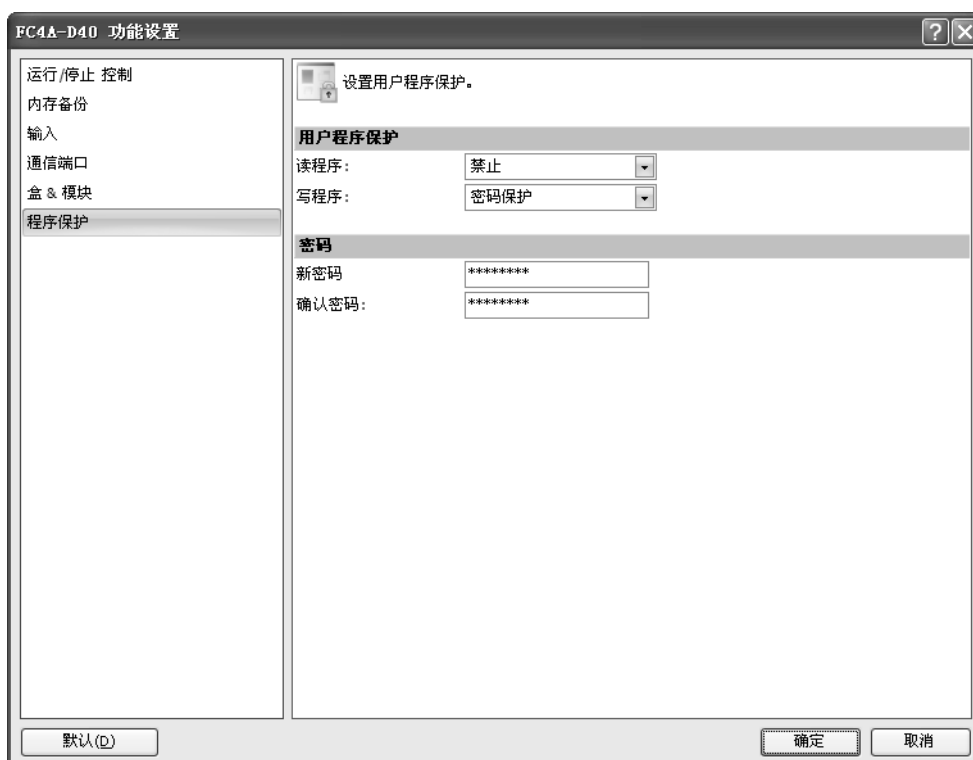 FC4A-D40 功能设置
运行/停止 控制
内存备份
输入
通信端口
盒 & 模块
程序保护
设置用户程序保护。
用户程序保护
读程序: 禁止
写程序: 密码保护
密码
新密码 ********
确认密码: ********
默认(D) 确定 取消